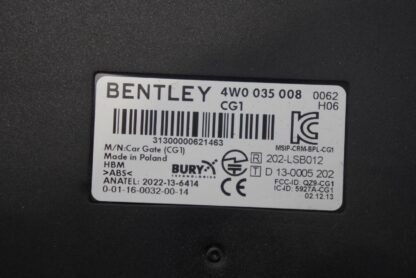 BENTLEY 4W0 035 008 0062
CG1 H06
31300000621463
MSIP-CRM-BPL-CG1
M/N:Car Gate (CG1)
Made in Poland
HBM
>ABS<
BURY
TECHNOLOGIES
R 202-LSB012
T D 13-0005 202
ANATEL: 2022-13-6414
FCC-ID: QZ9-CG1
0-01-16-0032-00-14
IC-ID: 5927A-CG1
02.12.13